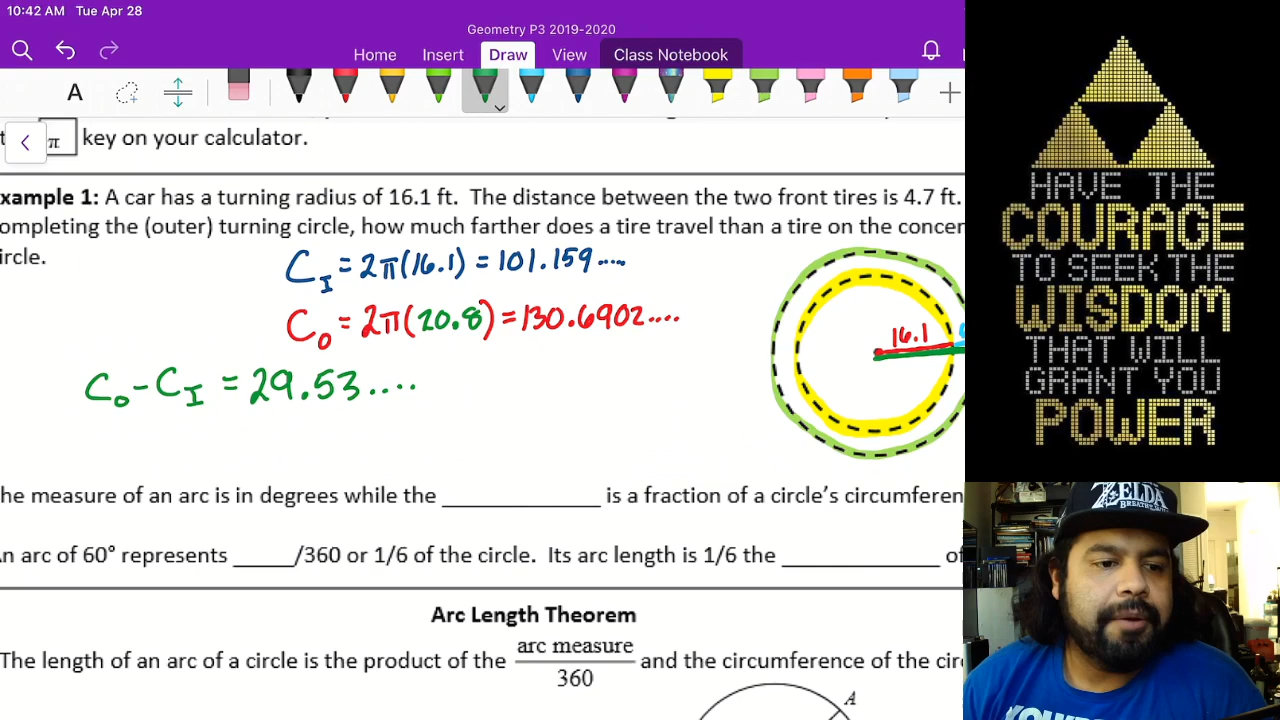 10:42 AM Tue Apr 28
Geometry P3 2019-2020
Home Insert Draw View Class Notebook
A
π key on your calculator.
xample 1: A car has a turning radius of 16.1 ft. The distance between the two front tires is 4.7 ft.
ompleting the (outer) turning circle, how much farther does a tire travel than a tire on the concen
ircle.
C_I = 2π(16.1) = 101.159....
C_O = 2π(20.8) = 130.6902....
16.1
C_O - C_I = 29.53....
he measure of an arc is in degrees while the ____________ is a fraction of a circle's circumferen
n arc of 60° represents _____/360 or 1/6 of the circle. Its arc length is 1/6 the ____________ of
Arc Length Theorem
The length of an arc of a circle is the product of the arc measure/360 and the circumference of the cir
A
HAVE THE
COURAGE
TO SEEK THE
WISDOM
THAT WILL
GRANT YOU
POWER
ZELDA